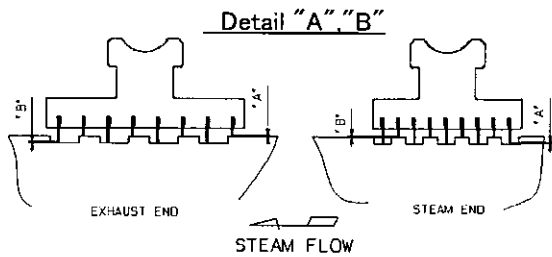 Detail "A","B"
"B"
"A"
"B"
"A"
EXHAUST END
STEAM END
STEAM FLOW